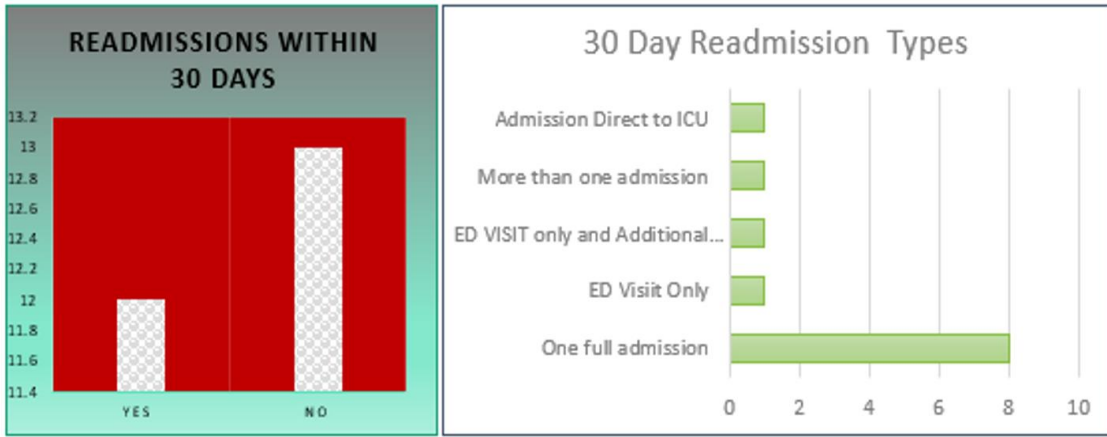 READMISSIONS WITHIN
30 DAYS
13.2
13
12.8
12.6
12.4
12.2
12
11.8
11.6
11.4
YES NO
30 Day Readmission Types
Admission Direct to ICU
More than one admission
ED VISIT only and Additional...
ED Visiit Only
One full admission
0 2 4 6 8 10